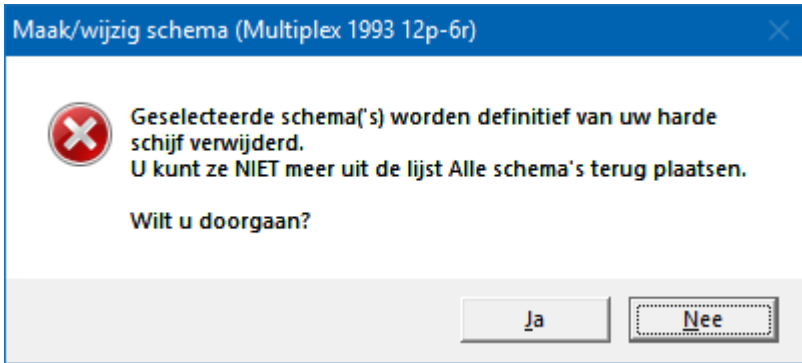 Maak/wijzig schema (Multiplex 1993 12p-6r)
Geselecteerde schema('s) worden definitief van uw harde
schijf verwijderd.
U kunt ze NIET meer uit de lijst Alle schema's terug plaatsen.
Wilt u doorgaan?
Ja
Nee